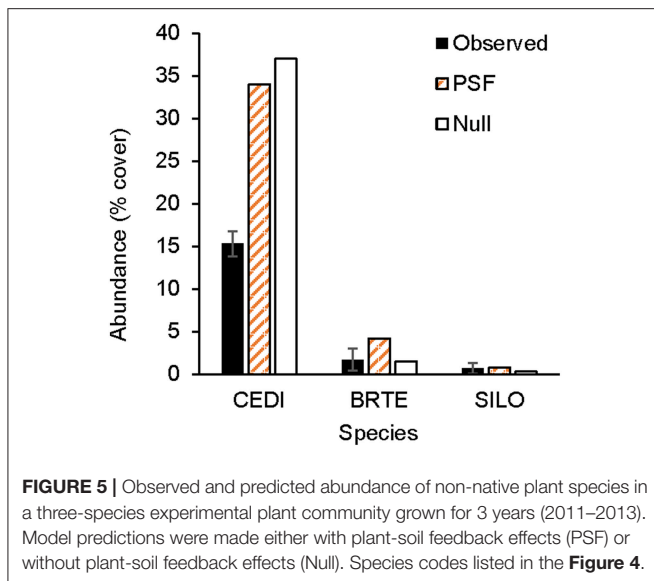 40
35
30
25
20
15
10
5
0
Abundance (% cover)
Observed
PSF
Null
CEDI BRTE SILO
Species
FIGURE 5 | Observed and predicted abundance of non-native plant species in
a three-species experimental plant community grown for 3 years (2011–2013).
Model predictions were made either with plant-soil feedback effects (PSF) or
without plant-soil feedback effects (Null). Species codes listed in the Figure 4.